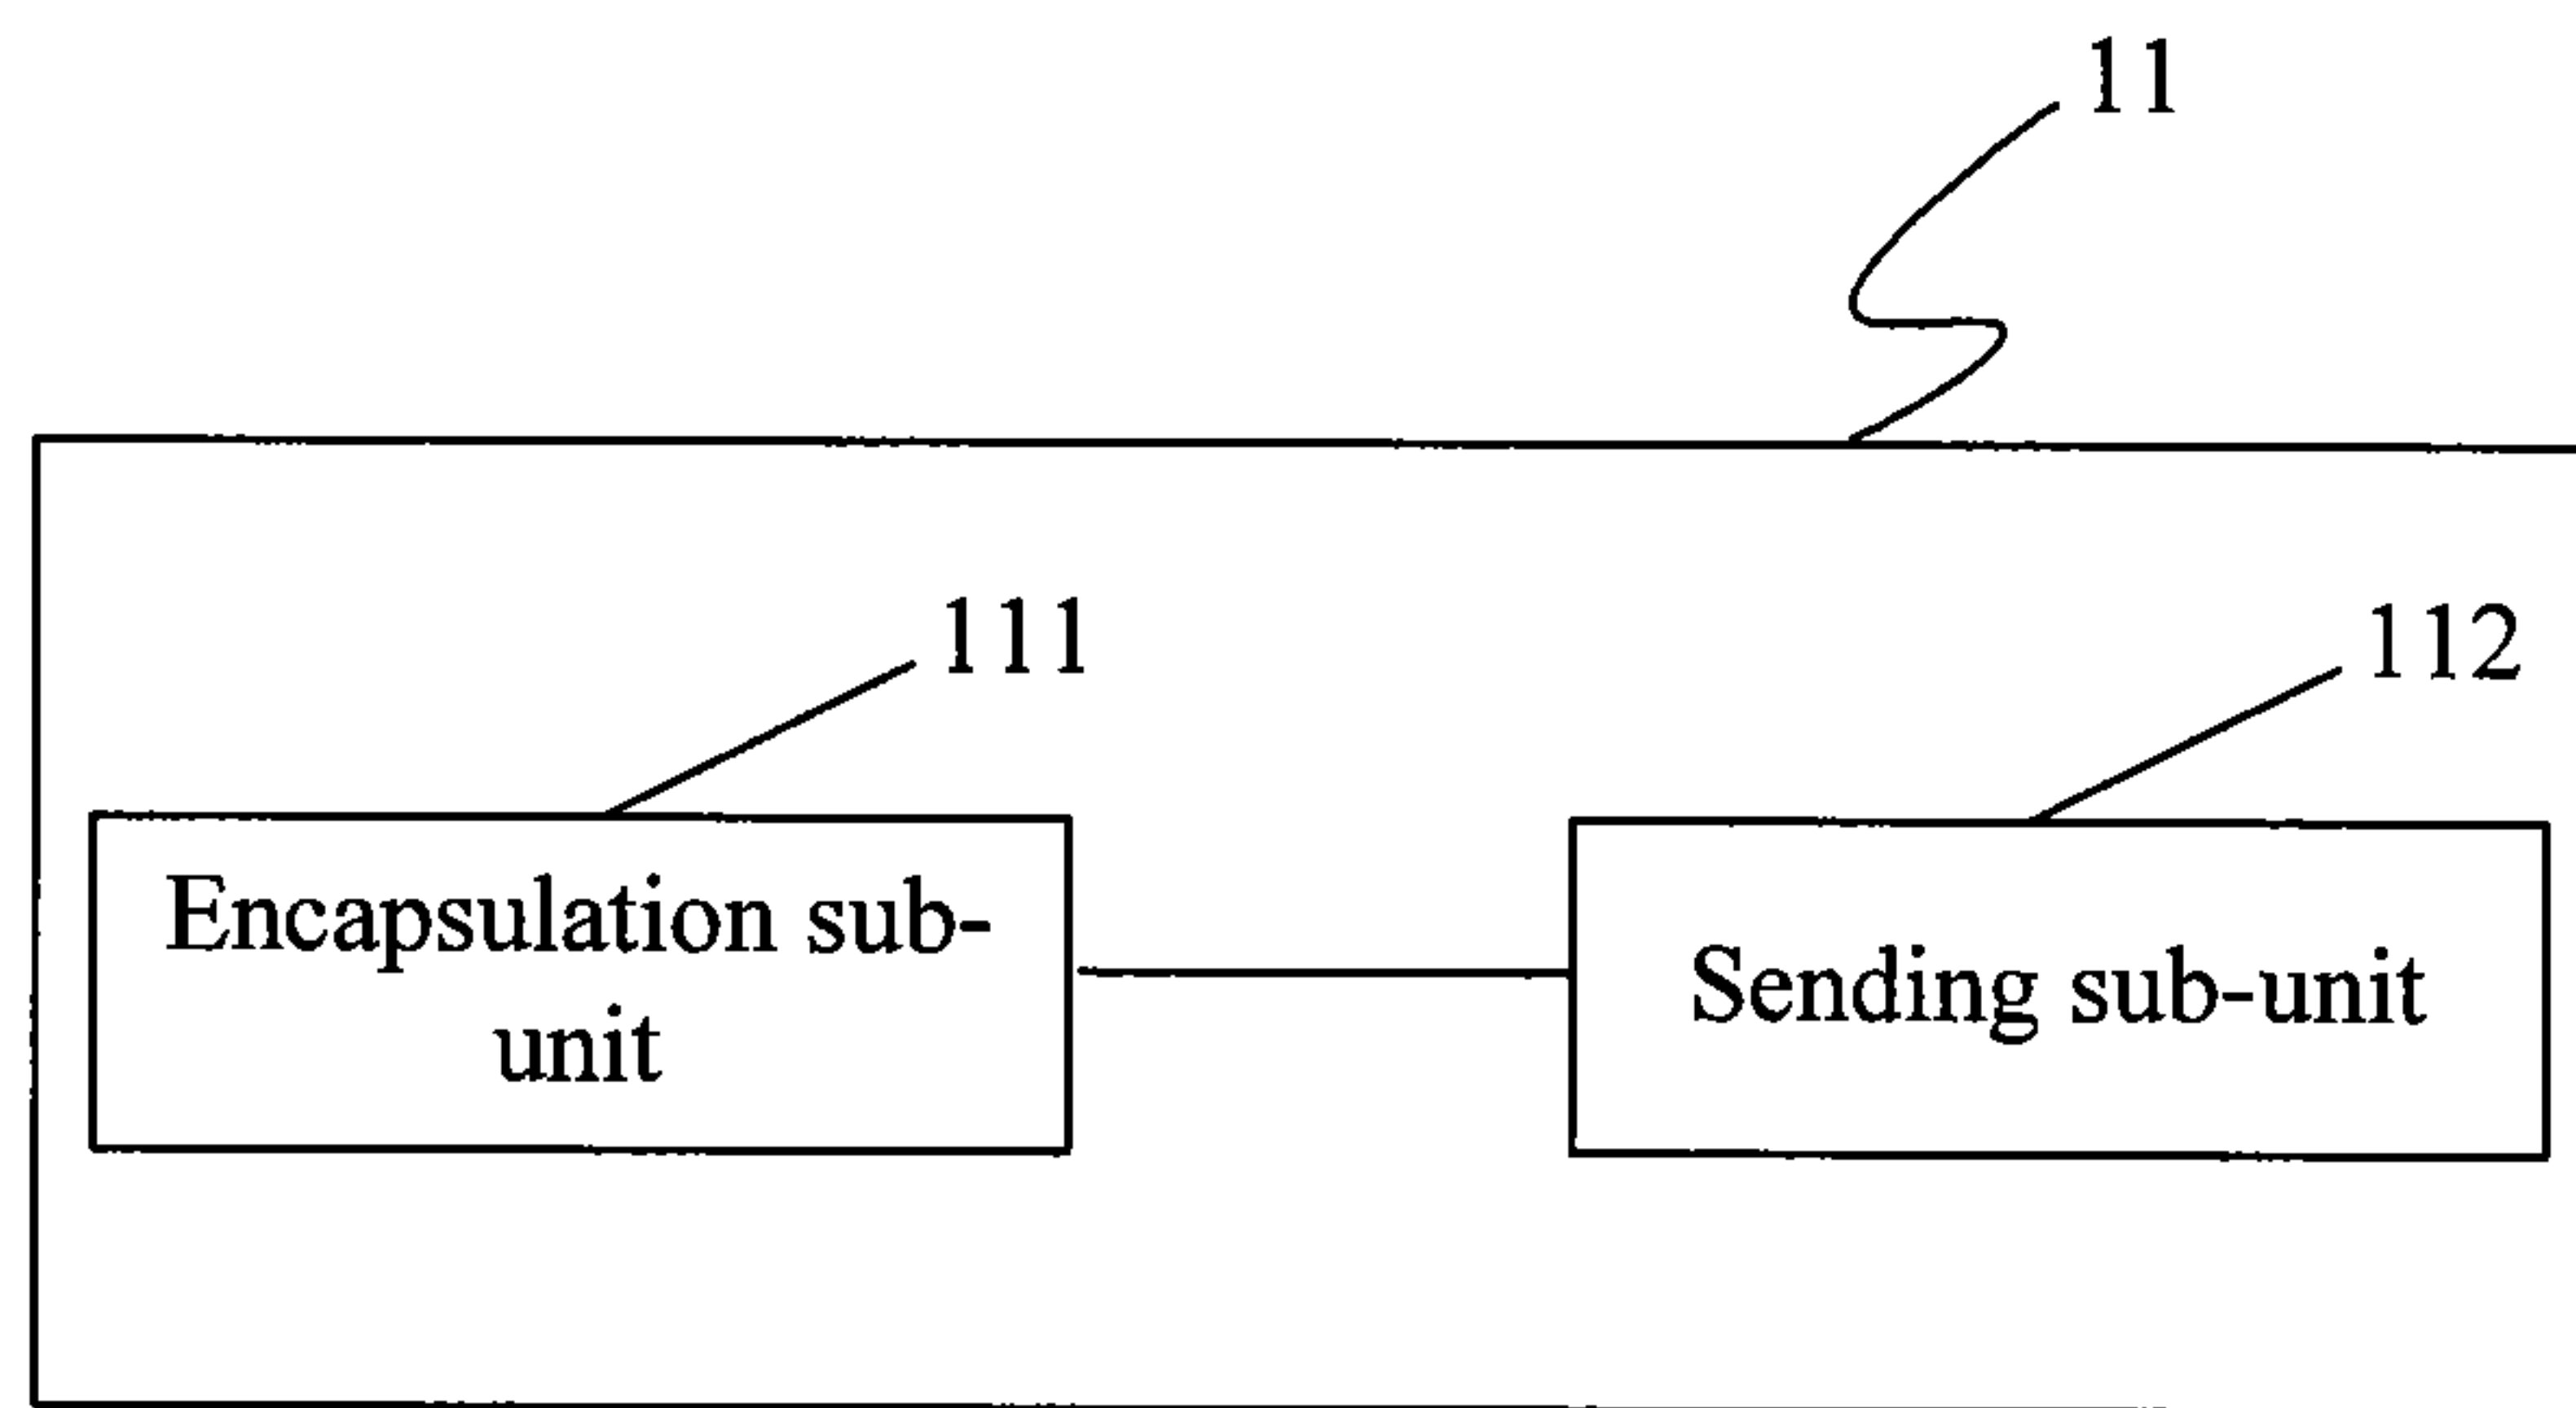 11
111
112
Encapsulation sub-
unit
Sending sub-unit